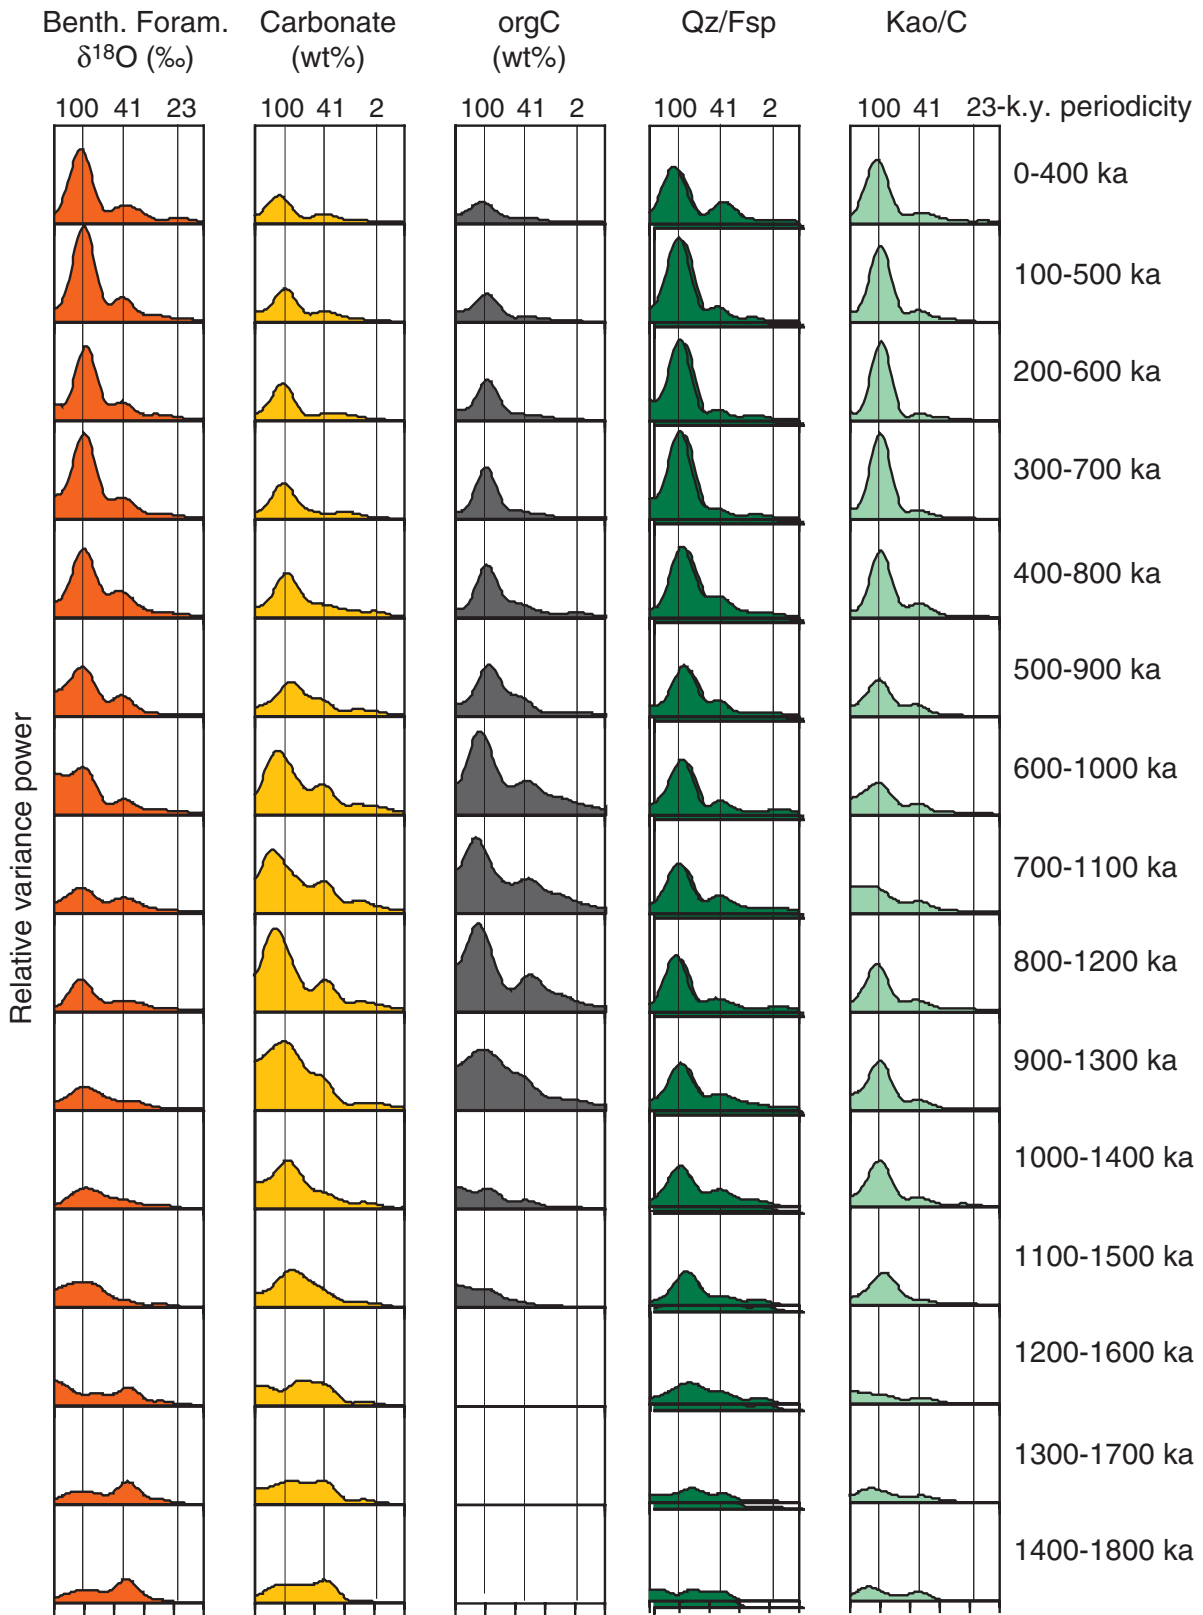 Benth. Foram. Carbonate orgC Qz/Fsp Kao/C
δ18O (‰) (wt%) (wt%)
100 41 23 100 41 2 100 41 2 100 41 2 100 41 23-k.y. periodicity
0-400 ka
100-500 ka
200-600 ka
300-700 ka
400-800 ka
500-900 ka
600-1000 ka
700-1100 ka
800-1200 ka
900-1300 ka
1000-1400 ka
1100-1500 ka
1200-1600 ka
1300-1700 ka
1400-1800 ka
Relative variance power